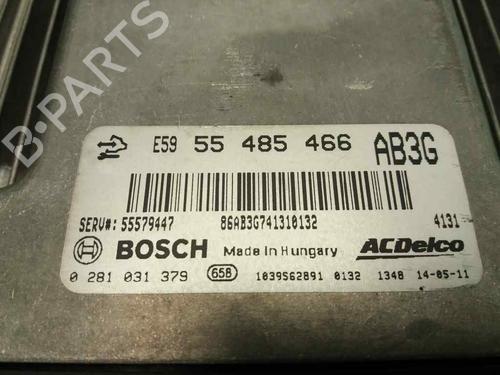 E59 55 485 466 AB3G
SERV#: 55579447 86AB3G741310132 4131
BOSCH Made in Hungary ACDelco
0 281 031 379 658 1039S62891 0132 1348 14-05-11
B-PARTS